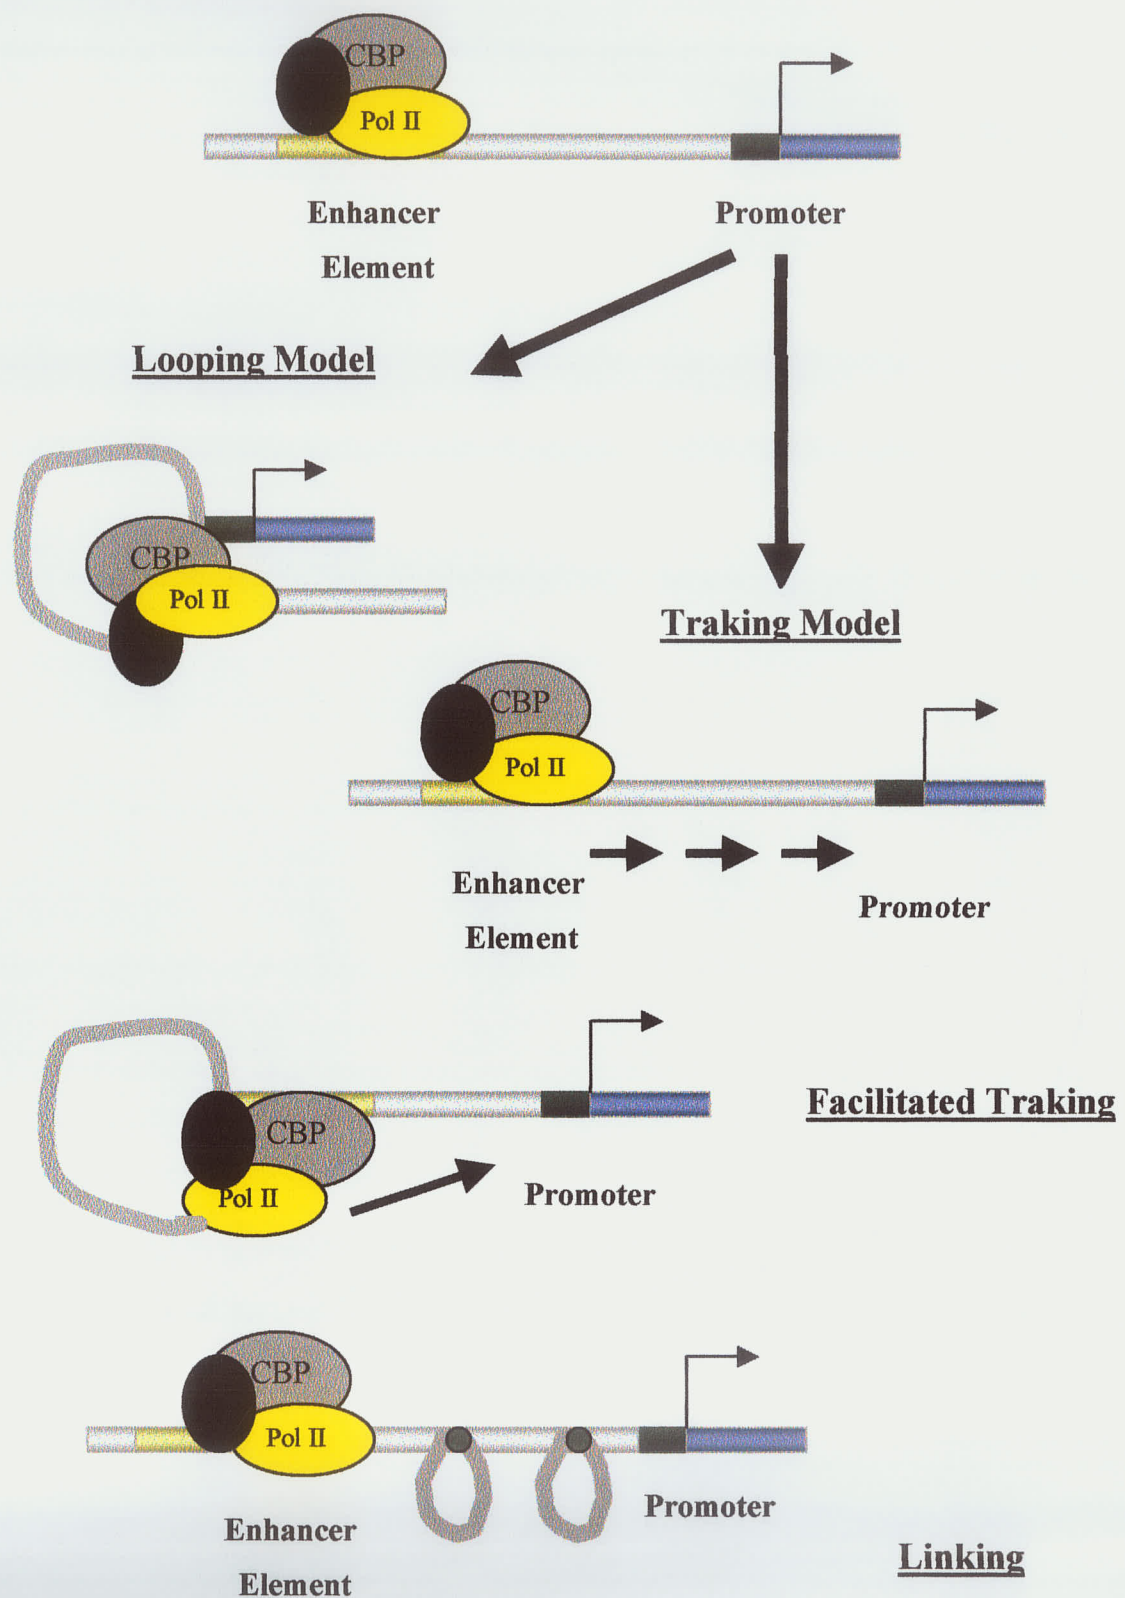 CBP
Pol II
Enhancer
Element
Promoter
Looping Model
CBP
Pol II
Traking Model
CBP
Pol II
Enhancer
Element
Promoter
CBP
Pol II
Promoter
Facilitated Traking
CBP
Pol II
Enhancer
Element
Promoter
Linking